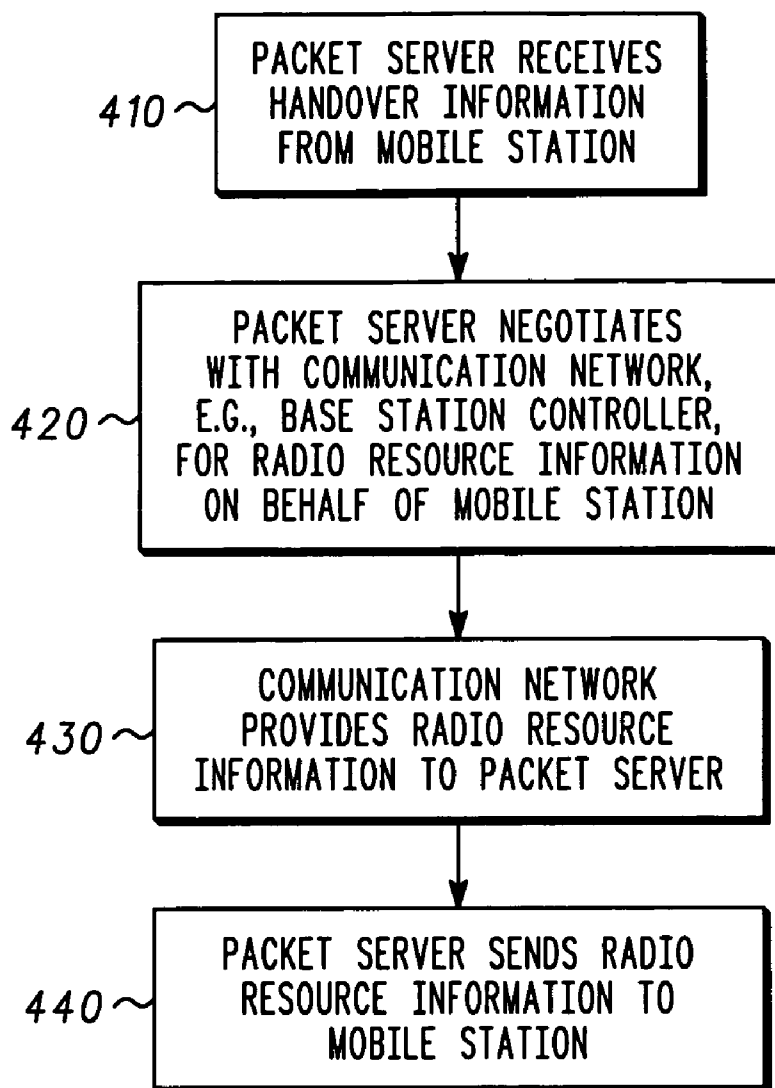 410
PACKET SERVER RECEIVES
HANDOVER INFORMATION
FROM MOBILE STATION
420
PACKET SERVER NEGOTIATES
WITH COMMUNICATION NETWORK,
E.G., BASE STATION CONTROLLER,
FOR RADIO RESOURCE INFORMATION
ON BEHALF OF MOBILE STATION
430
COMMUNICATION NETWORK
PROVIDES RADIO RESOURCE
INFORMATION TO PACKET SERVER
440
PACKET SERVER SENDS RADIO
RESOURCE INFORMATION TO
MOBILE STATION